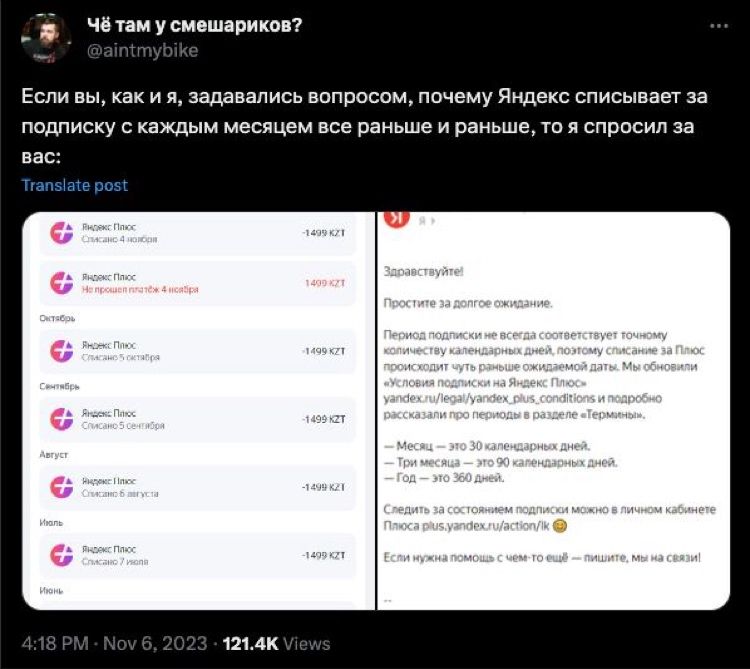 Чё там у смешариков?
@aintmybike
Если вы, как и я, задавались вопросом, почему Яндекс списывает за
подписку с каждым месяцем все раньше и раньше, то я спросил за
вас:
Translate post
Яндекс Плюс
Списано 4 ноября
-1499 KZT
Яндекс Плюс
Не прошел платёж 4 ноября
1499 KZT
Октябрь
Яндекс Плюс
Списано 5 октября
-1499 KZT
Сентябрь
Яндекс Плюс
Списано 5 сентября
-1499 KZT
Август
Яндекс Плюс
Списано 6 августа
-1499 KZT
Июль
Яндекс Плюс
Списано 7 июля
-1499 KZT
Июнь
Я
Я
Здравствуйте!
Простите за долгое ожидание.
Период подписки не всегда соответствует точному
количеству календарных дней, поэтому списание за Плюс
происходит чуть раньше ожидаемой даты. Мы обновили
«Условия подписки на Яндекс Плюс»
yandex.ru/legal/yandex_plus_conditions и подробно
рассказали про периоды в разделе «Термины».
— Месяц — это 30 календарных дней.
— Три месяца — это 90 календарных дней.
— Год — это 360 дней.
Следить за состоянием подписки можно в личном кабинете
Плюса plus.yandex.ru/action/lk 😊
Если нужна помощь с чем-то ещё — пишите, мы на связи!
--
4:18 PM · Nov 6, 2023 · 121.4K Views